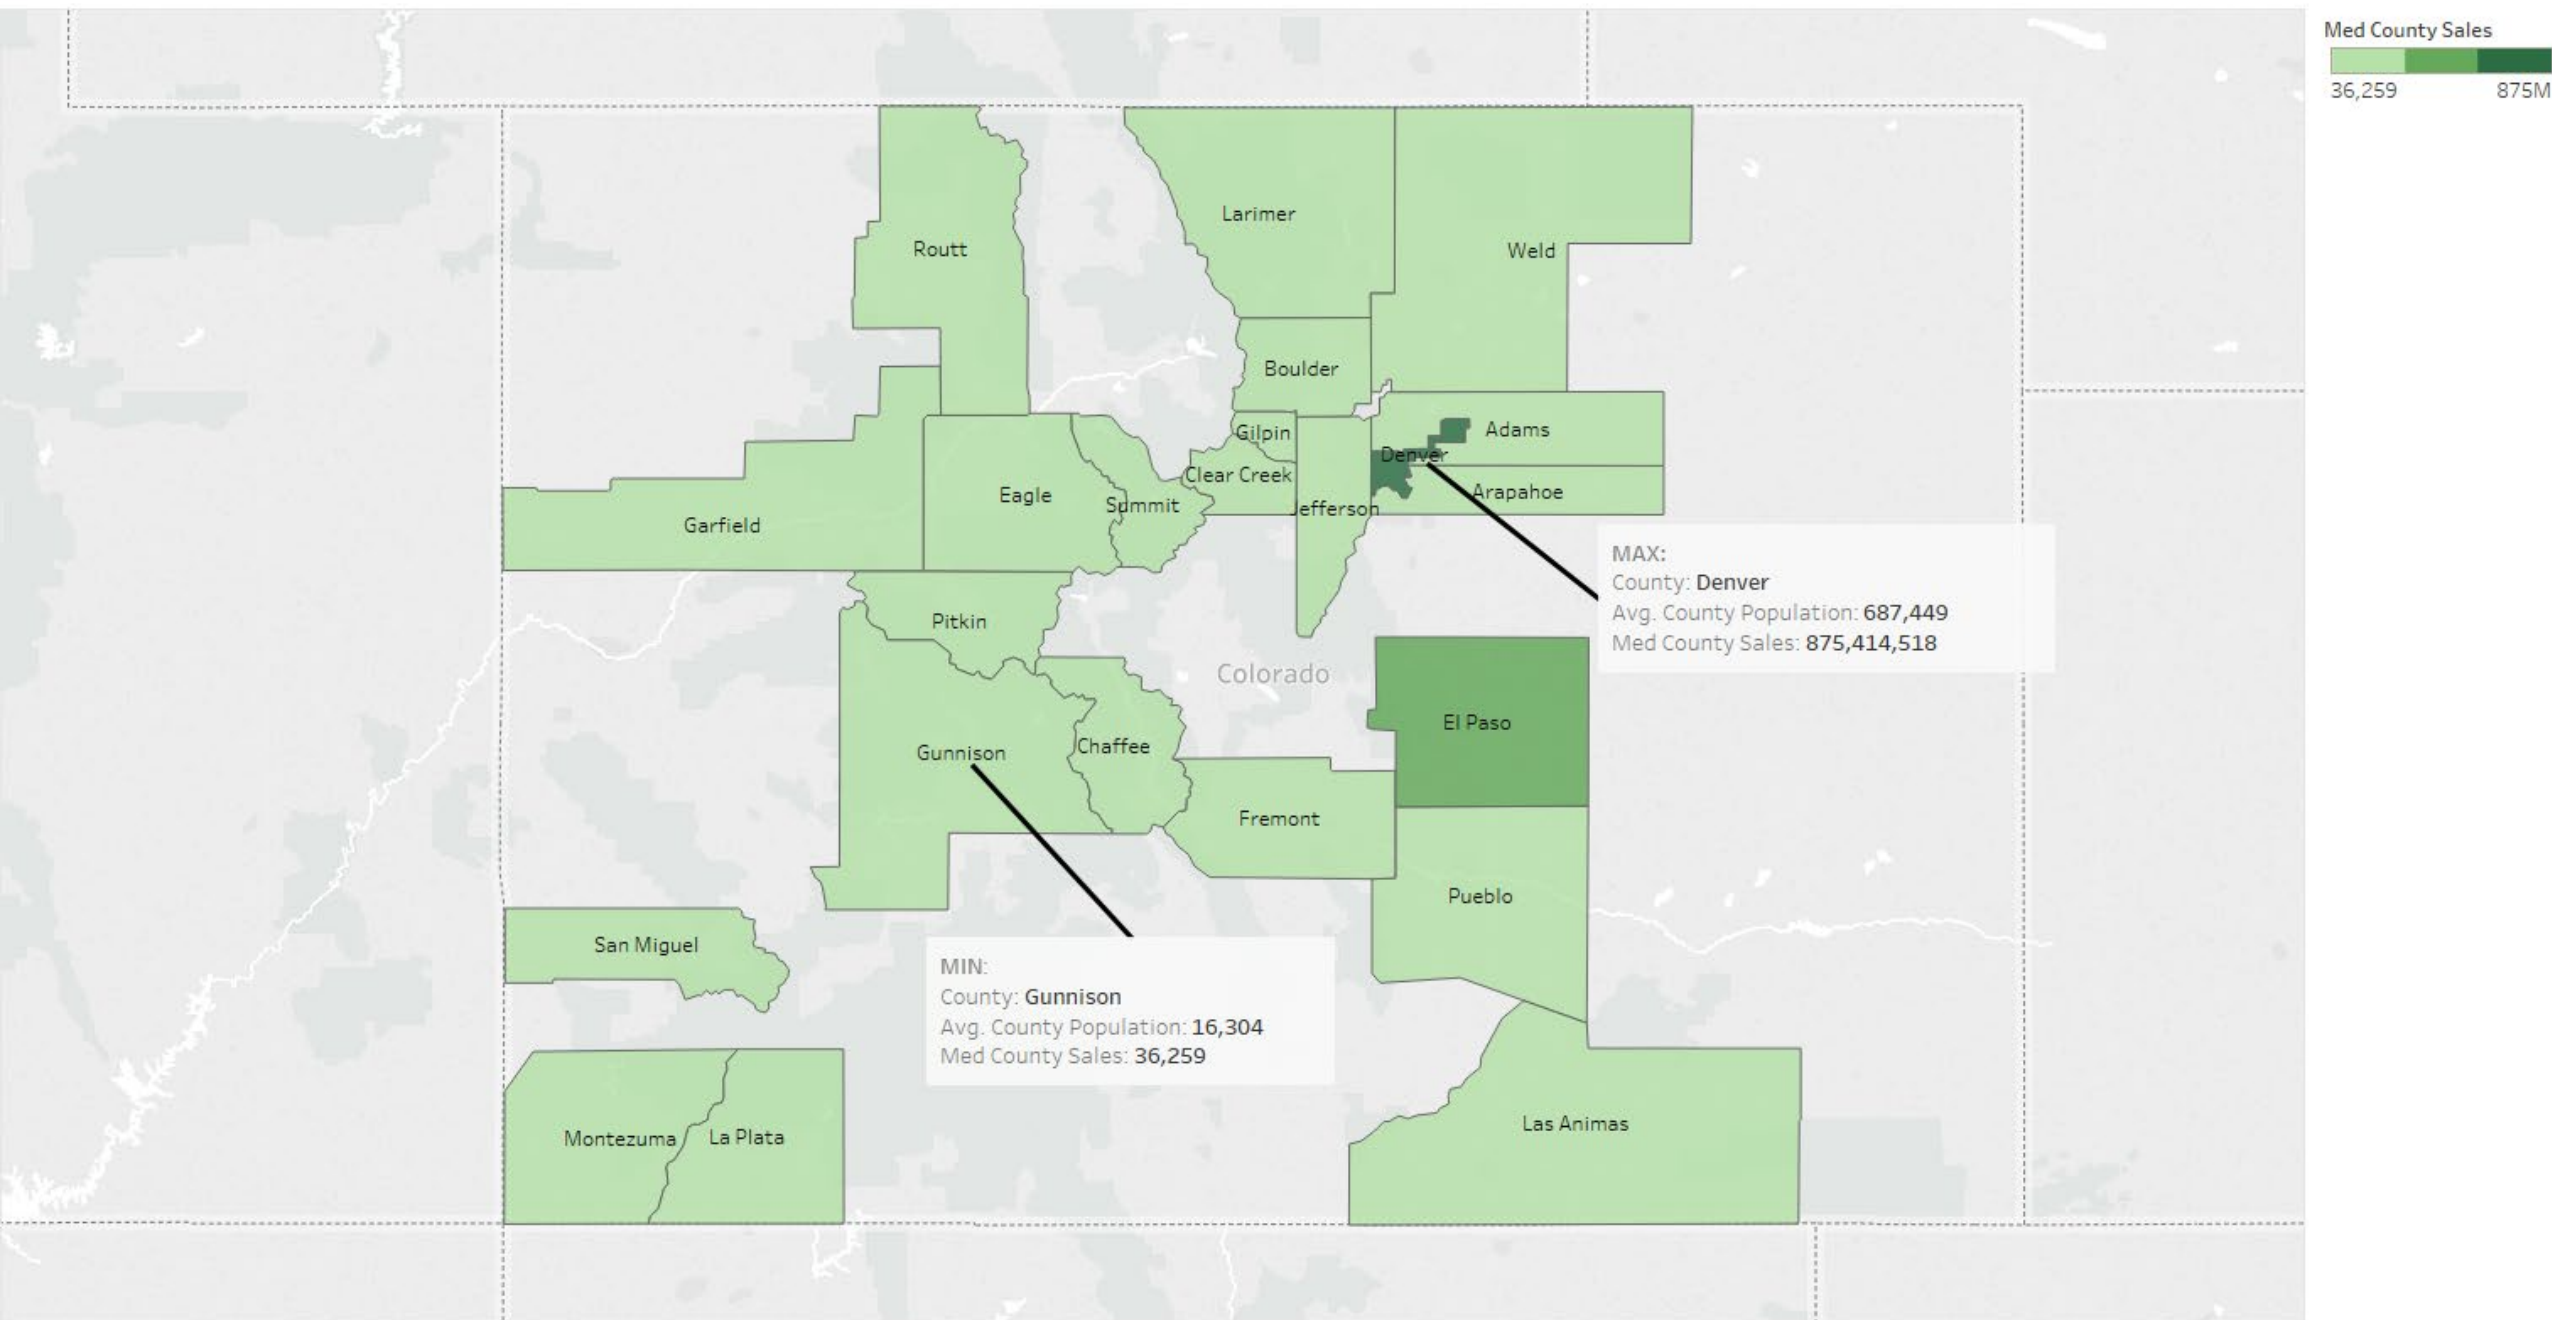 Med County Sales
36,259 875M
Larimer
Routt
Weld
Boulder
Gilpin
Adams
Denver
Clear Creek
Arapahoe
Eagle
Summit
Jefferson
Garfield
MAX:
County: Denver
Avg. County Population: 687,449
Med County Sales: 875,414,518
Pitkin
Colorado
El Paso
Chaffee
Gunnison
Fremont
Pueblo
San Miguel
MIN:
County: Gunnison
Avg. County Population: 16,304
Med County Sales: 36,259
Las Animas
Montezuma
La Plata